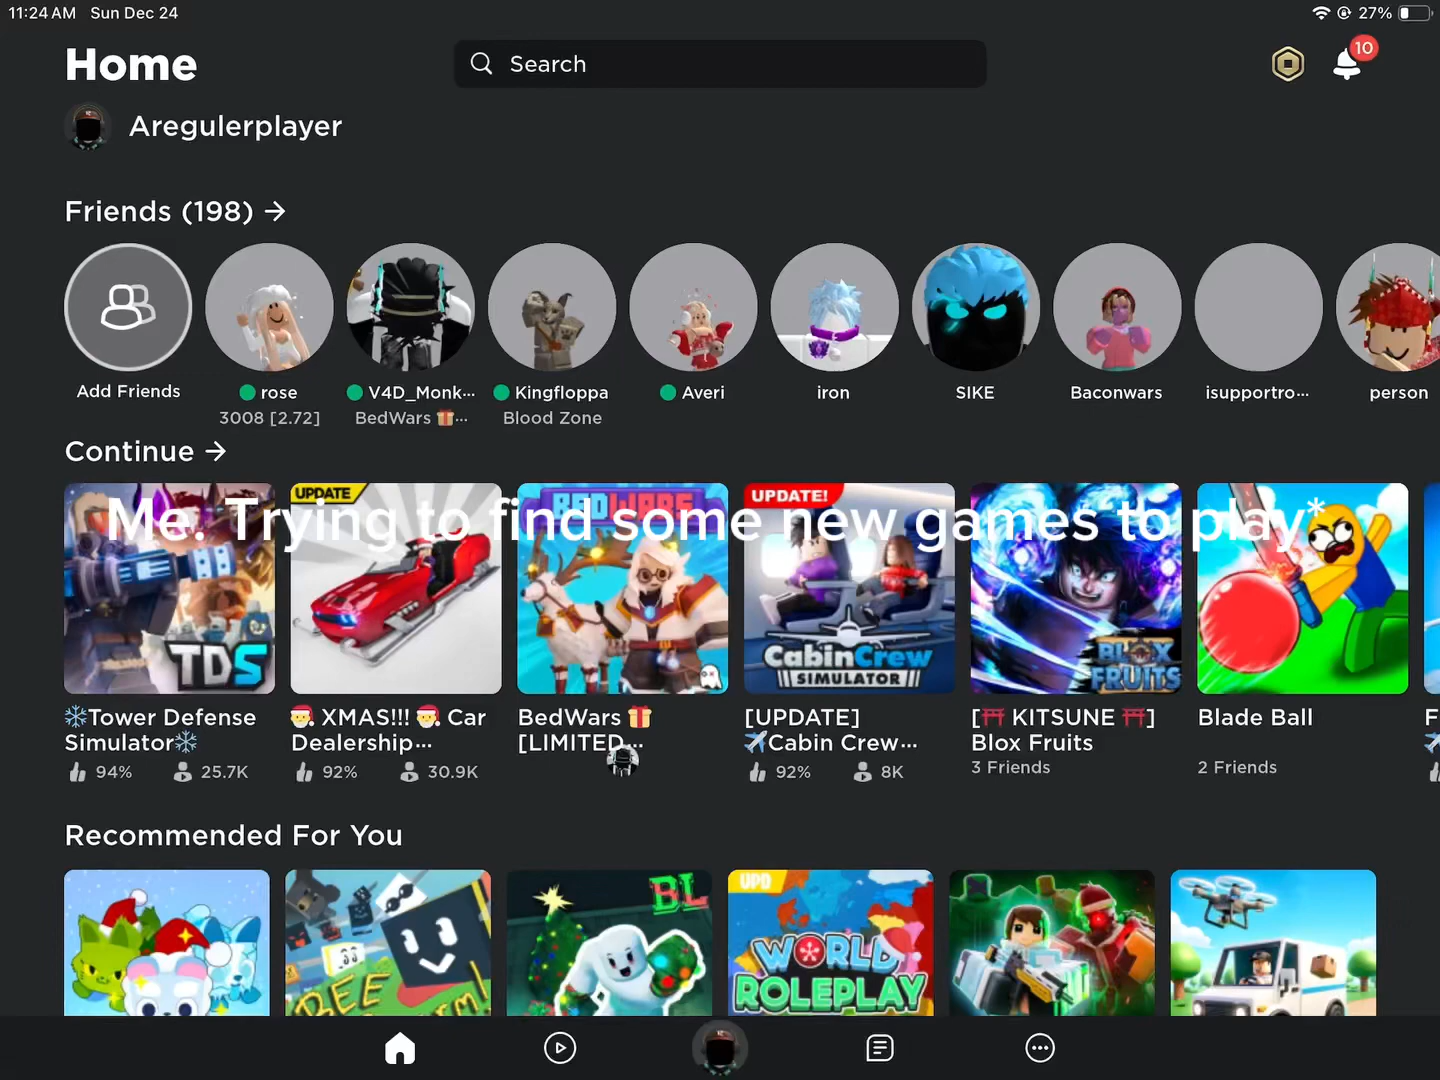 11:24 AM Sun Dec 24
27%
Home
Search
10
Aregulerplayer
Friends (198) →
Add Friends
rose
3008 [2.72]
V4D_Monk...
BedWars 🎁...
Kingfloppa
Blood Zone
Averi
iron
SIKE
Baconwars
isupportro...
person
Continue →
Me: Trying to find some new games to play*
UPDATE
BEDWARS
UPDATE!
TDS
CabinCrew
SIMULATOR
BLOX
FRUITS
❄️Tower Defense
Simulator❄️
94% 25.7K
🎅 XMAS!!! 🎅 Car
Dealership...
92% 30.9K
BedWars 🎁
[LIMITED...
[UPDATE]
✈️Cabin Crew...
92% 8K
[⛩️ KITSUNE ⛩️]
Blox Fruits
3 Friends
Blade Ball
2 Friends
F
Recommended For You
BEE
BL
UPD
WORLD
ROLEPLAY